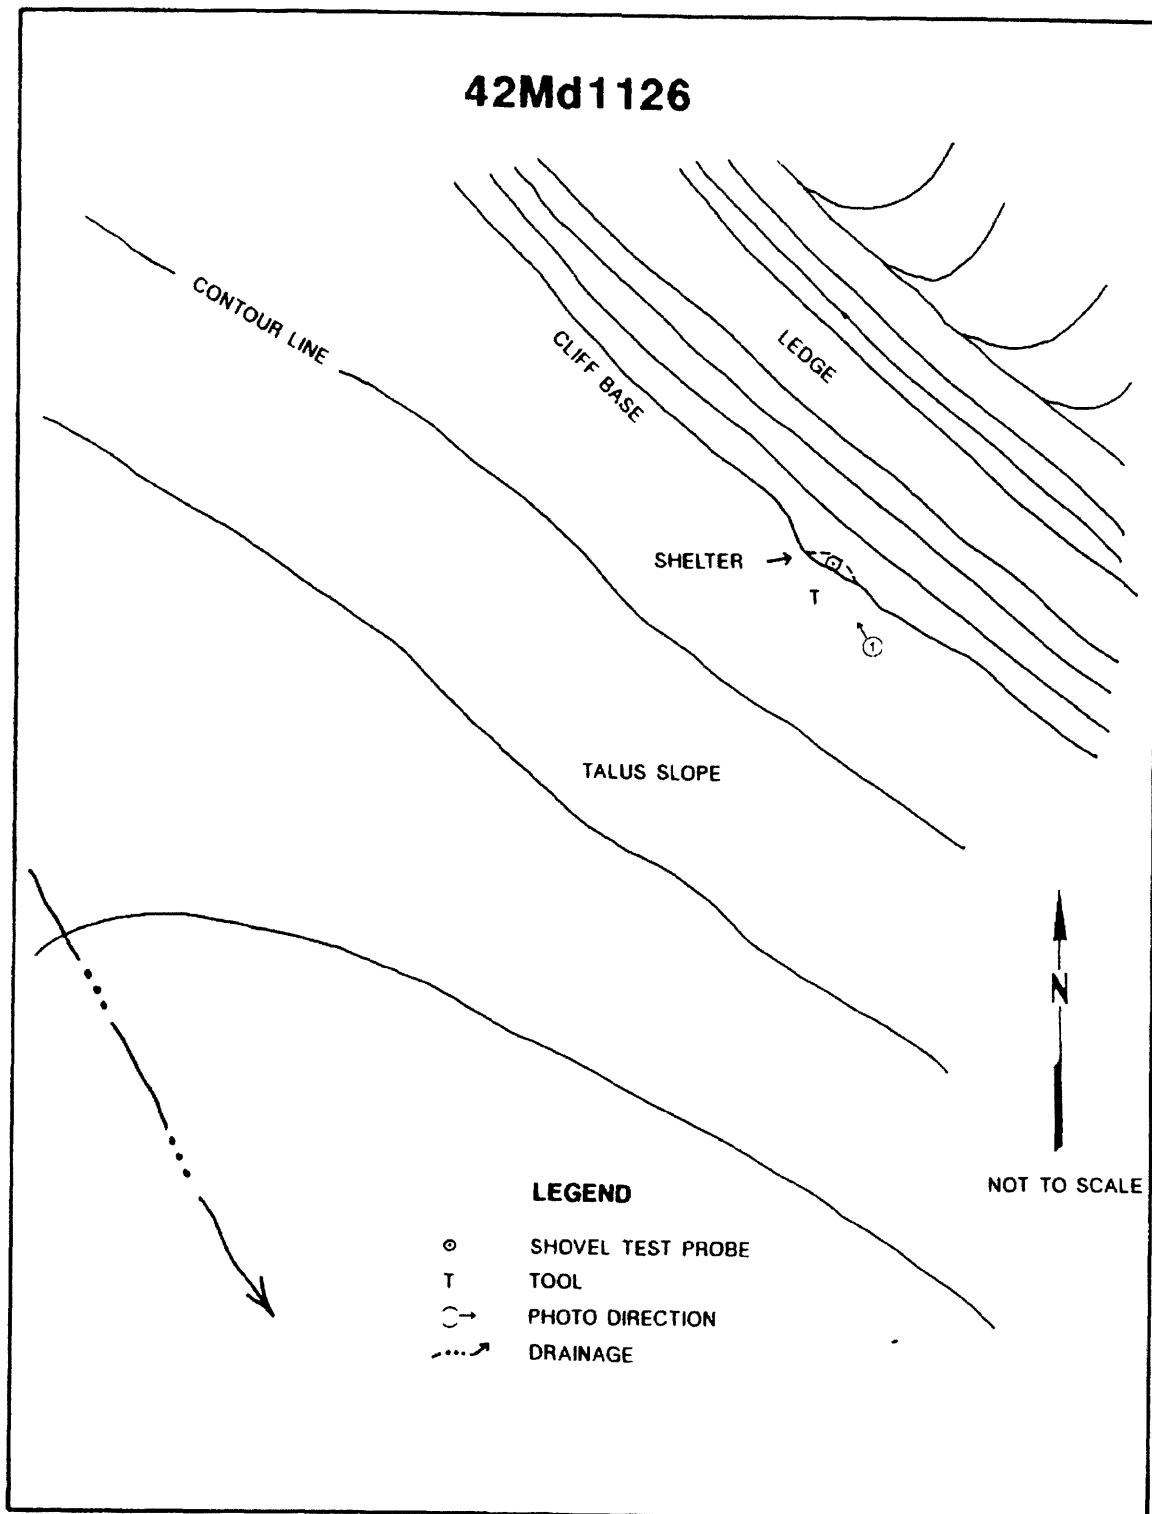 42Md1126
CONTOUR LINE
CLIFF BASE
LEDGE
SHELTER
T
1
TALUS SLOPE
N
NOT TO SCALE
LEGEND
SHOVEL TEST PROBE
T TOOL
PHOTO DIRECTION
DRAINAGE